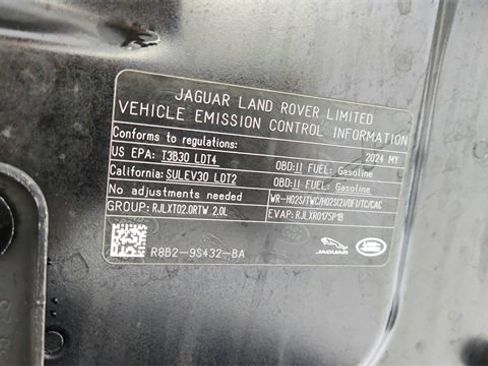 JAGUAR LAND ROVER LIMITED
VEHICLE EMISSION CONTROL INFORMATION
Conforms to regulations: 2024 MY
US EPA: T3B30 LDT4 OBD:II FUEL: Gasoline
California: SULEV30 LDT2 OBD:II FUEL: Gasoline
No adjustments needed WR-HO2S/TWC/HO2S(2)/DFI/TC/CAC
GROUP: RJLXT02.0RTW 2.0L EVAP: RJLXR0175P1B
R8B2-9S432-BA
JAGUAR